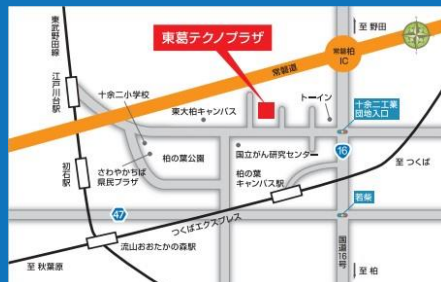 至 野田
東武野田線
東葛テクノプラザ
常磐柏
IC
常磐道
江戸川台駅
十余二小学校
東大柏キャンパス
トーイン
十余二工業
団地入口
柏の葉公園
国立がん研究センター
16
初石駅
さわやかちば
県民プラザ
柏の葉
キャンパス駅
至 つくば
47
つくばエクスプレス
若柴
流山おおたかの森駅
国道16号
至 秋葉原
至 柏